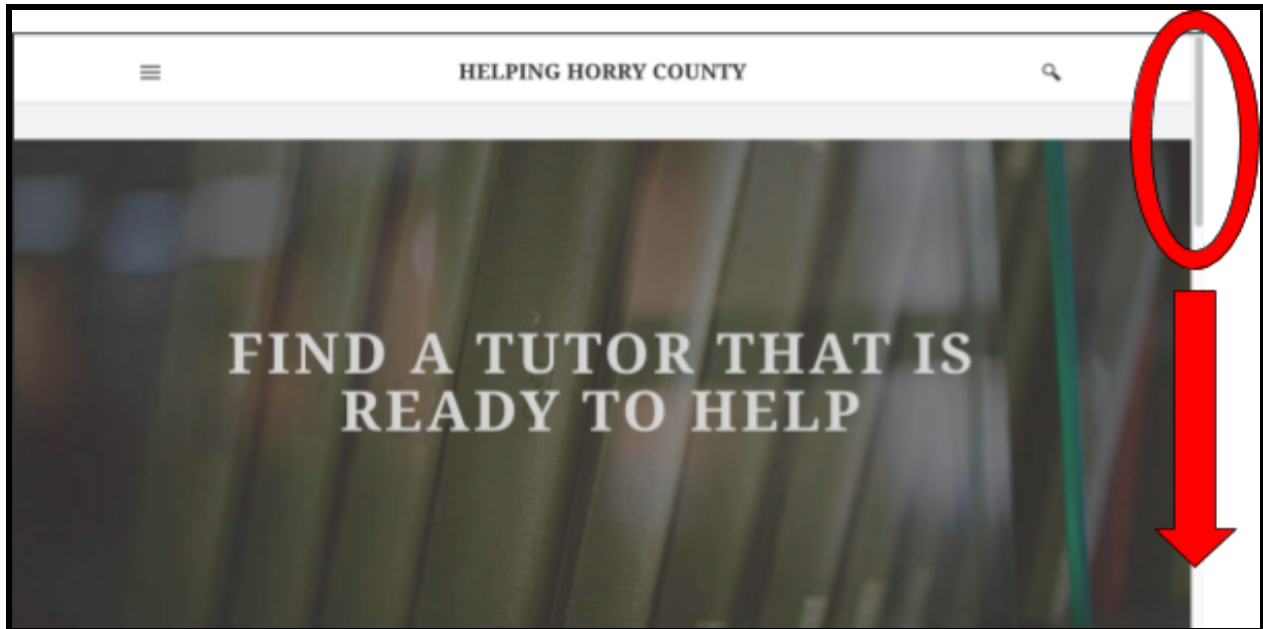 HELPING HORRY COUNTY
FIND A TUTOR THAT IS
READY TO HELP